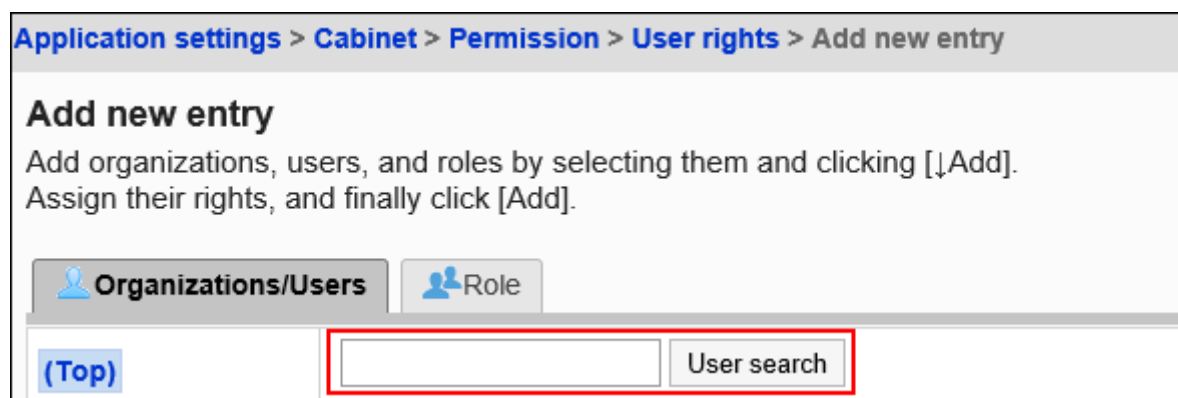 Application settings > Cabinet > Permission > User rights > Add new entry
Add new entry
Add organizations, users, and roles by selecting them and clicking [↓Add].
Assign their rights, and finally click [Add].
Organizations/Users Role
(Top) User search